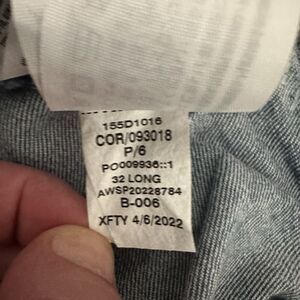 155D1016
COR/093018
P/6
PO009936::1
32 LONG
AWSP20228784
B-006
XFTY 4/6/2022